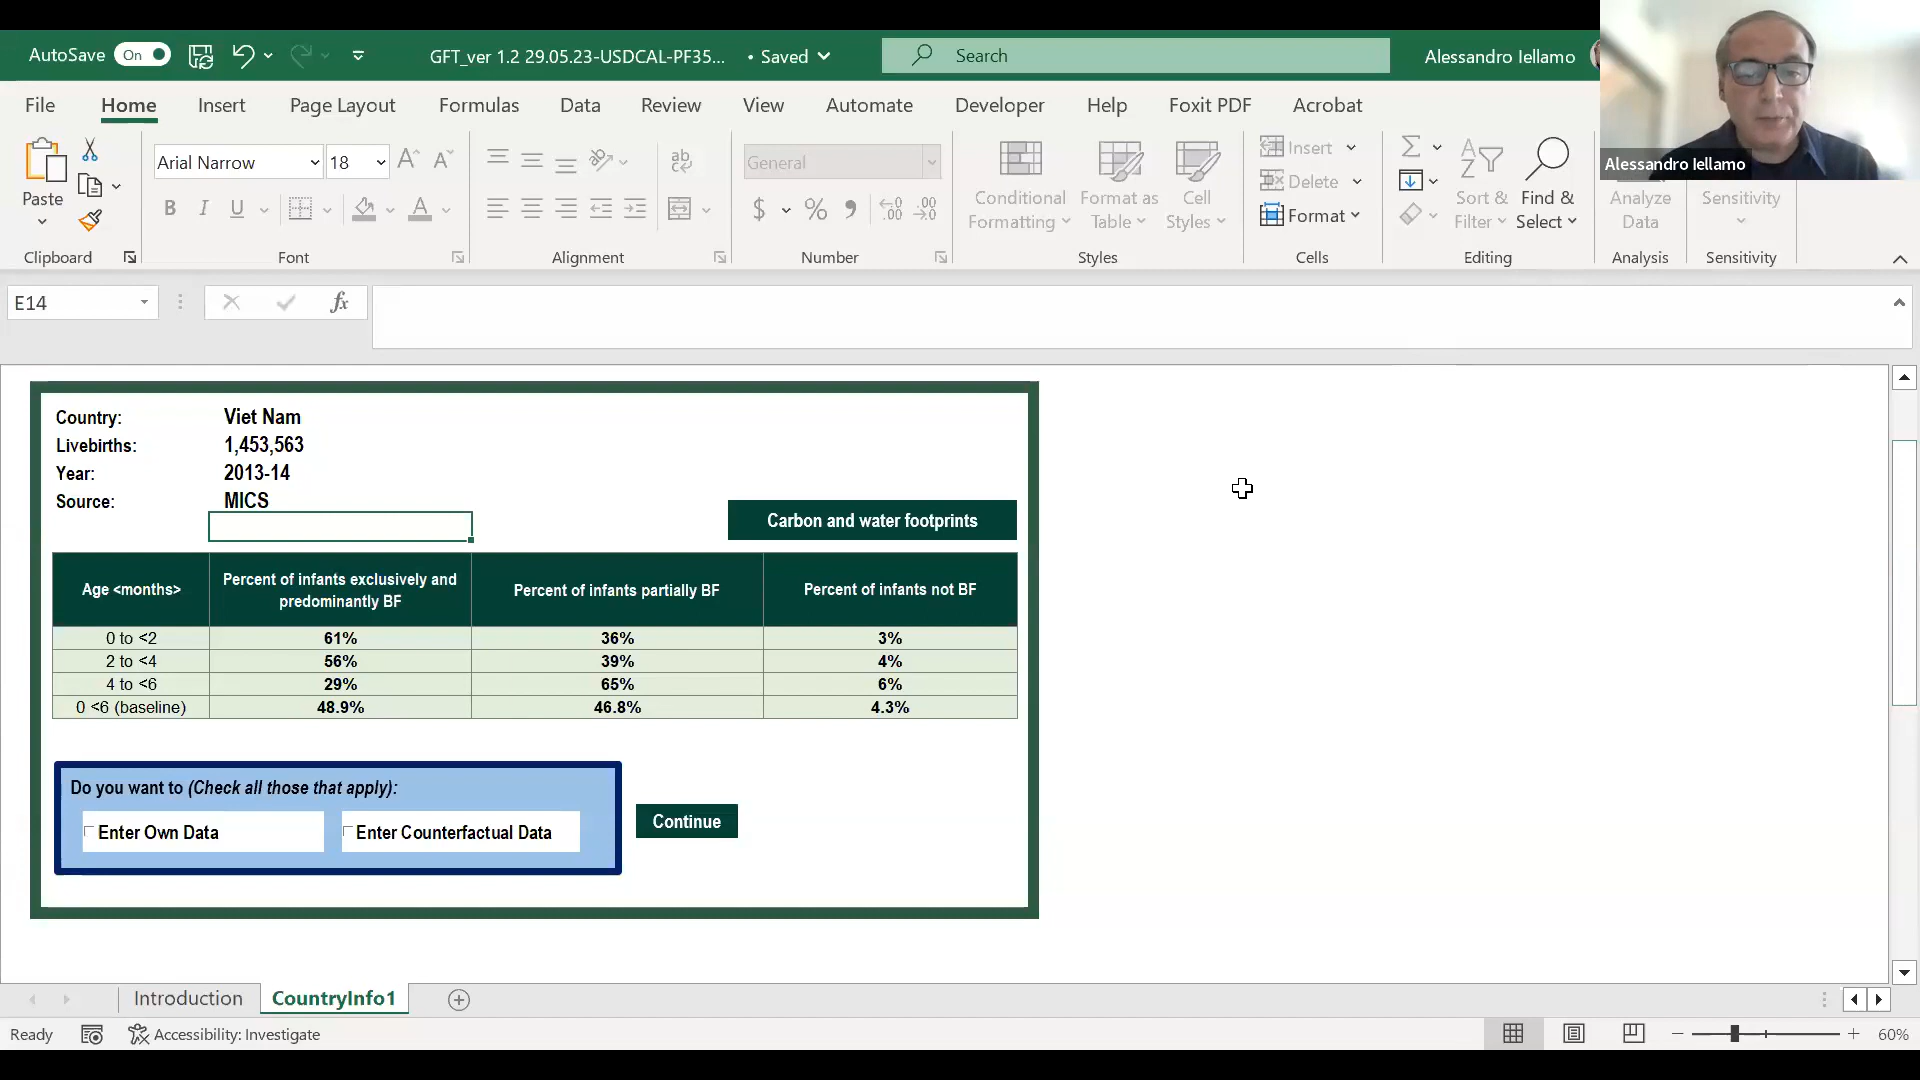 AutoSave On GFT_ver 1.2 29.05.23-USDCAL-PF35... • Saved Search Alessandro Iellamo
File Home Insert Page Layout Formulas Data Review View Automate Developer Help Foxit PDF Acrobat
Alessandro Iellamo
Arial Narrow 18 General Insert
Paste Conditional Formatting Format as Table Cell Styles Delete Sort & Filter Find & Select Analyze Data Sensitivity
B I U $ % Format
Clipboard Font Alignment Number Styles Cells Editing Analysis Sensitivity
E14 fx
Country: Viet Nam
Livebirths: 1,453,563
Year: 2013-14
Source: MICS
Carbon and water footprints
Age <months> Percent of infants exclusively and predominantly BF Percent of infants partially BF Percent of infants not BF
0 to <2 61% 36% 3%
2 to <4 56% 39% 4%
4 to <6 29% 65% 6%
0 <6 (baseline) 48.9% 46.8% 4.3%
Do you want to (Check all those that apply):
Enter Own Data Enter Counterfactual Data Continue
Introduction CountryInfo1
Ready Accessibility: Investigate 60%